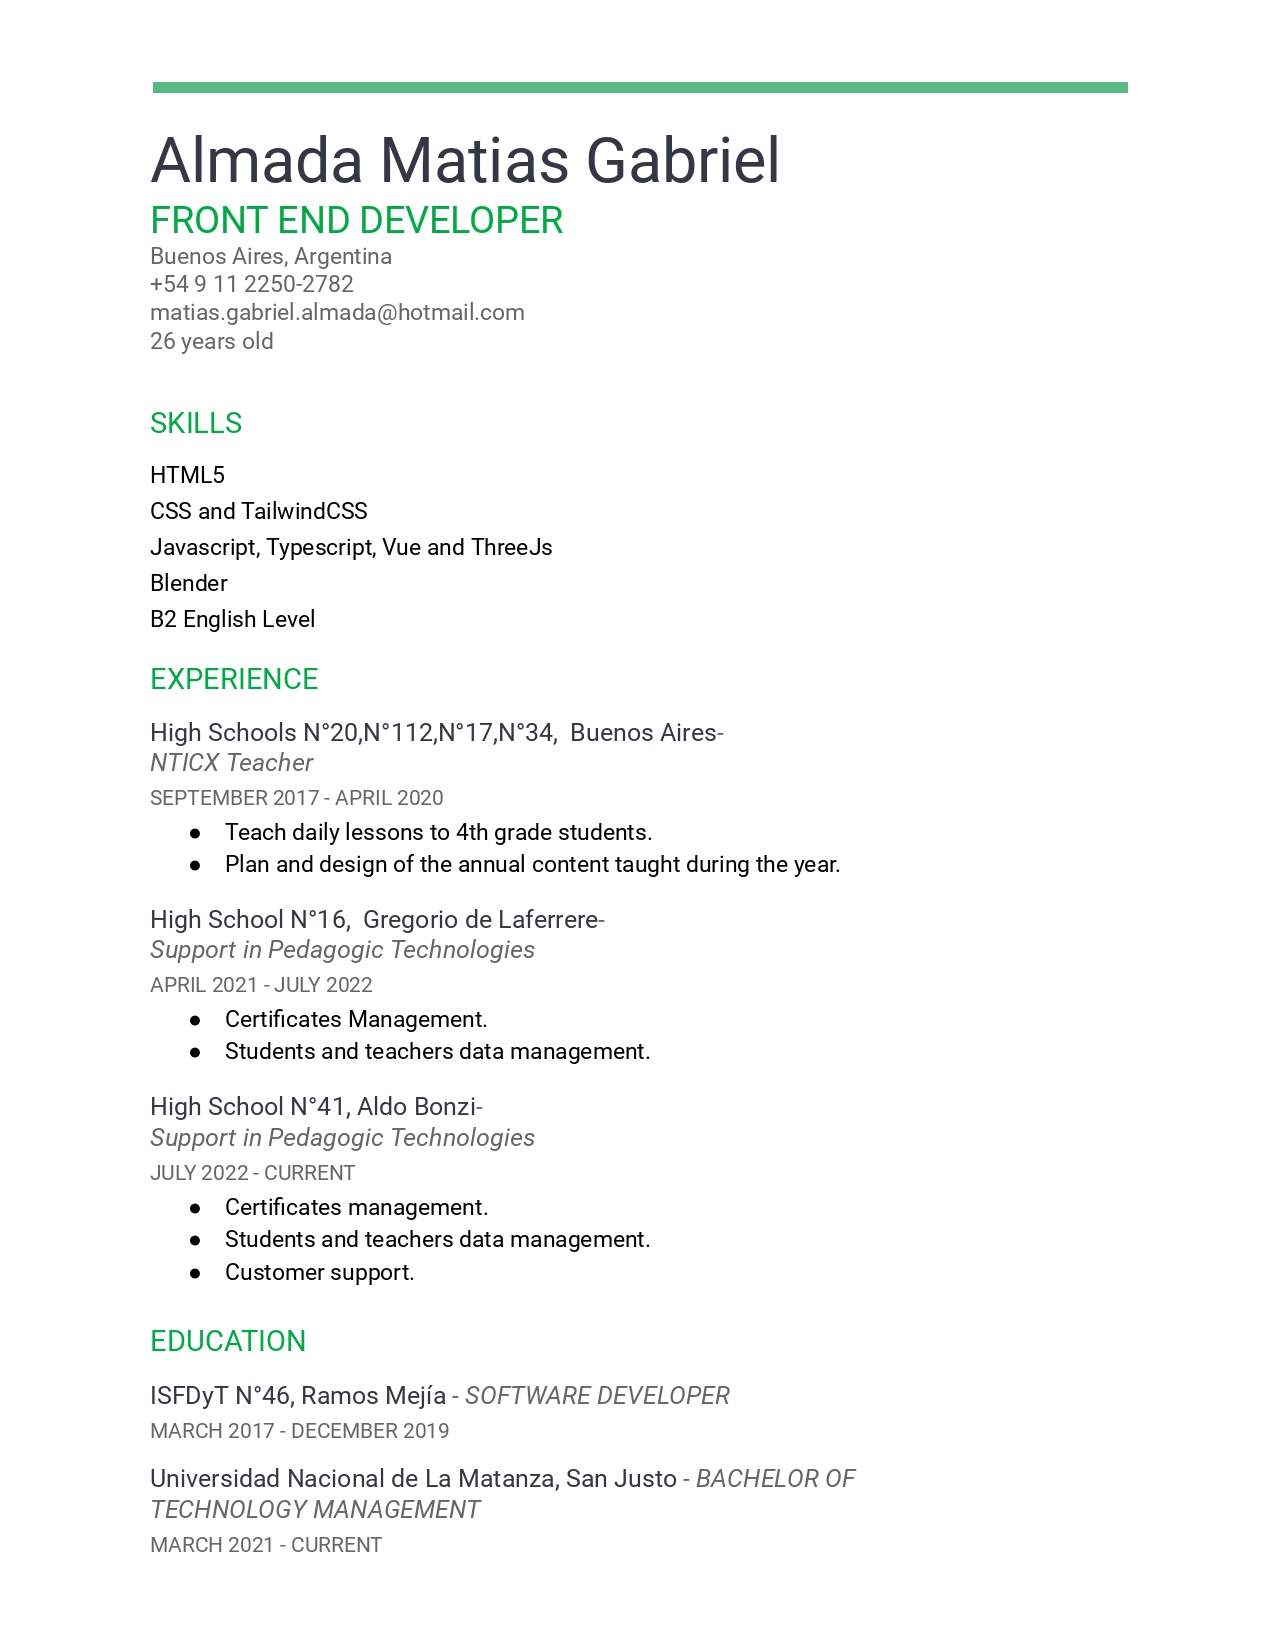 Almada Matias Gabriel
FRONT END DEVELOPER
Buenos Aires, Argentina
+54 9 11 2250-2782
matias.gabriel.almada@hotmail.com
26 years old
SKILLS
HTML5
CSS and TailwindCSS
Javascript, Typescript, Vue and ThreeJs
Blender
B2 English Level
EXPERIENCE
High Schools N°20,N°112,N°17,N°34,  Buenos Aires-
NTICX Teacher
SEPTEMBER 2017 - APRIL 2020
● Teach daily lessons to 4th grade students.
● Plan and design of the annual content taught during the year.
High School N°16,  Gregorio de Laferrere-
Support in Pedagogic Technologies
APRIL 2021 - JULY 2022
● Certificates Management.
● Students and teachers data management.
High School N°41, Aldo Bonzi-
Support in Pedagogic Technologies
JULY 2022 - CURRENT
● Certificates management.
● Students and teachers data management.
● Customer support.
EDUCATION
ISFDyT N°46, Ramos Mejía - SOFTWARE DEVELOPER
MARCH 2017 - DECEMBER 2019
Universidad Nacional de La Matanza, San Justo - BACHELOR OF
TECHNOLOGY MANAGEMENT
MARCH 2021 - CURRENT